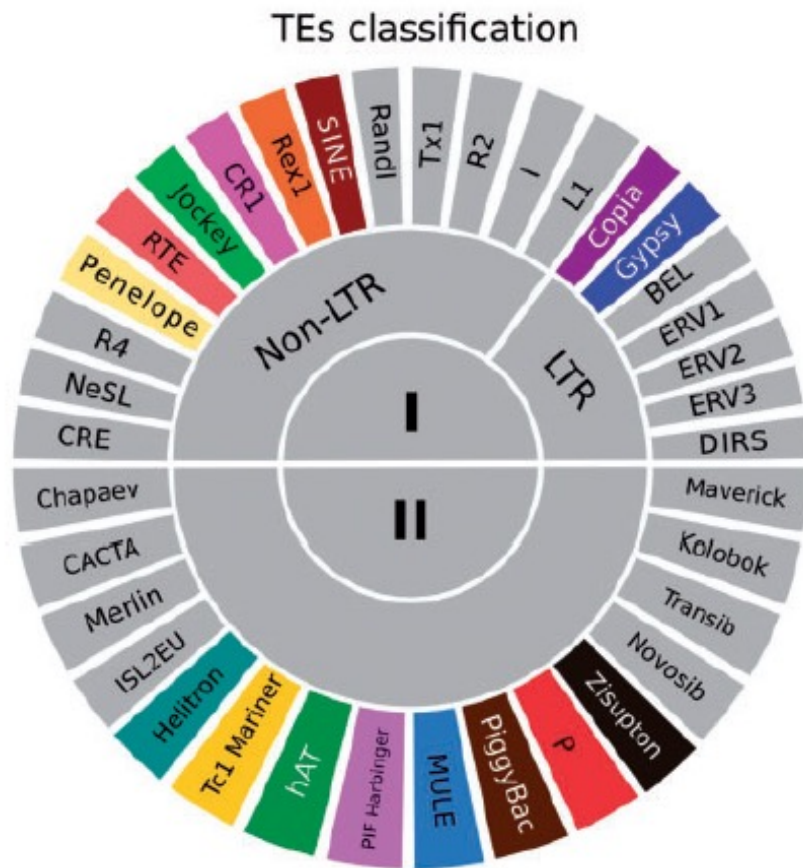 TEs classification
CRE
NeSL
R4
Penelope
RTE
Jockey
CR1
Rex1
SINE
RandI
Tx1
R2
I
L1
Copia
Gypsy
BEL
ERV1
ERV2
ERV3
DIRS
Non-LTR
LTR
I
II
Maverick
Kolobok
Transib
Novosib
Zisupton
P
PiggyBac
MULE
PIF Harbinger
hAT
Tc1 Mariner
Helitron
ISL2EU
Merlin
CACTA
Chapaev